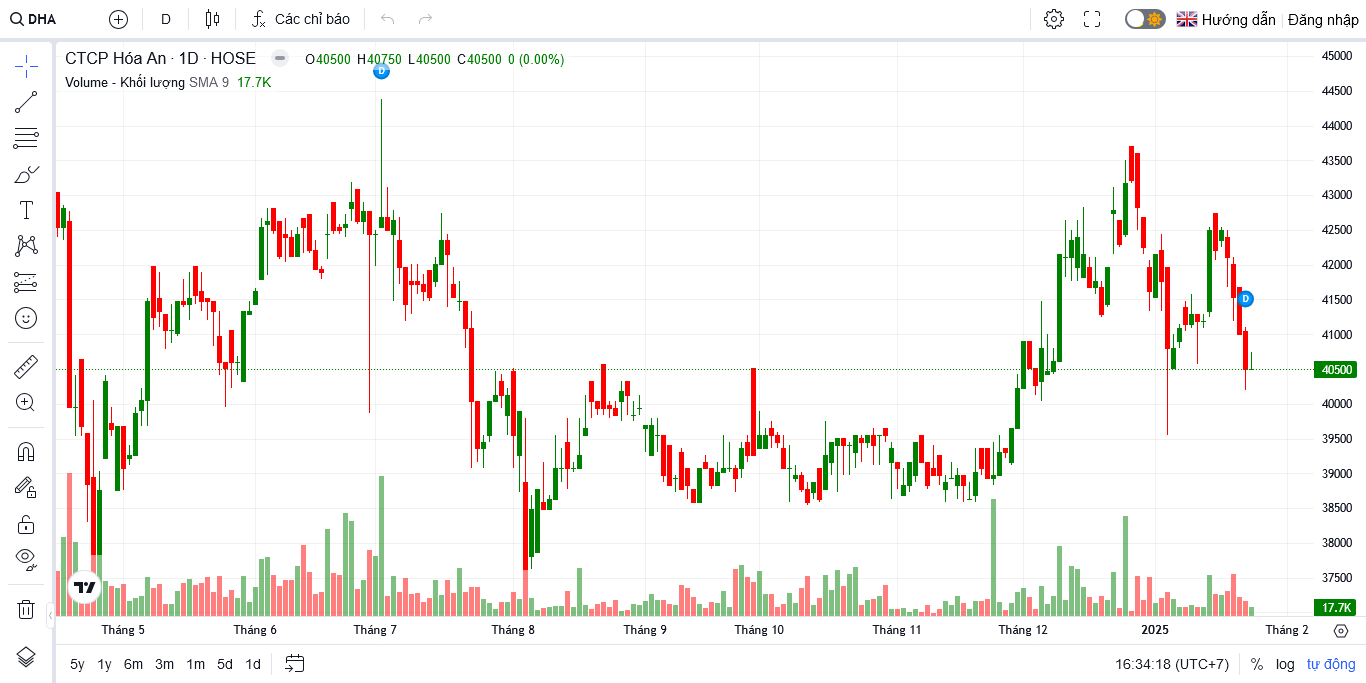 DHA D Các chỉ báo Hướng dẫn Đăng nhập
CTCP Hóa An · 1D · HOSE O40500 H40750 L40500 C40500 0 (0.00%)
D
Volume - Khối lượng SMA 9 17.7K
45000
44500
44000
43500
43000
42500
42000
41500
D
41000
40500
40000
39500
39000
38500
38000
37500
17.7K
Tháng 5 Tháng 6 Tháng 7 Tháng 8 Tháng 9 Tháng 10 Tháng 11 Tháng 12 2025 Tháng 2
5y 1y 6m 3m 1m 5d 1d 16:34:18 (UTC+7) % log tự động